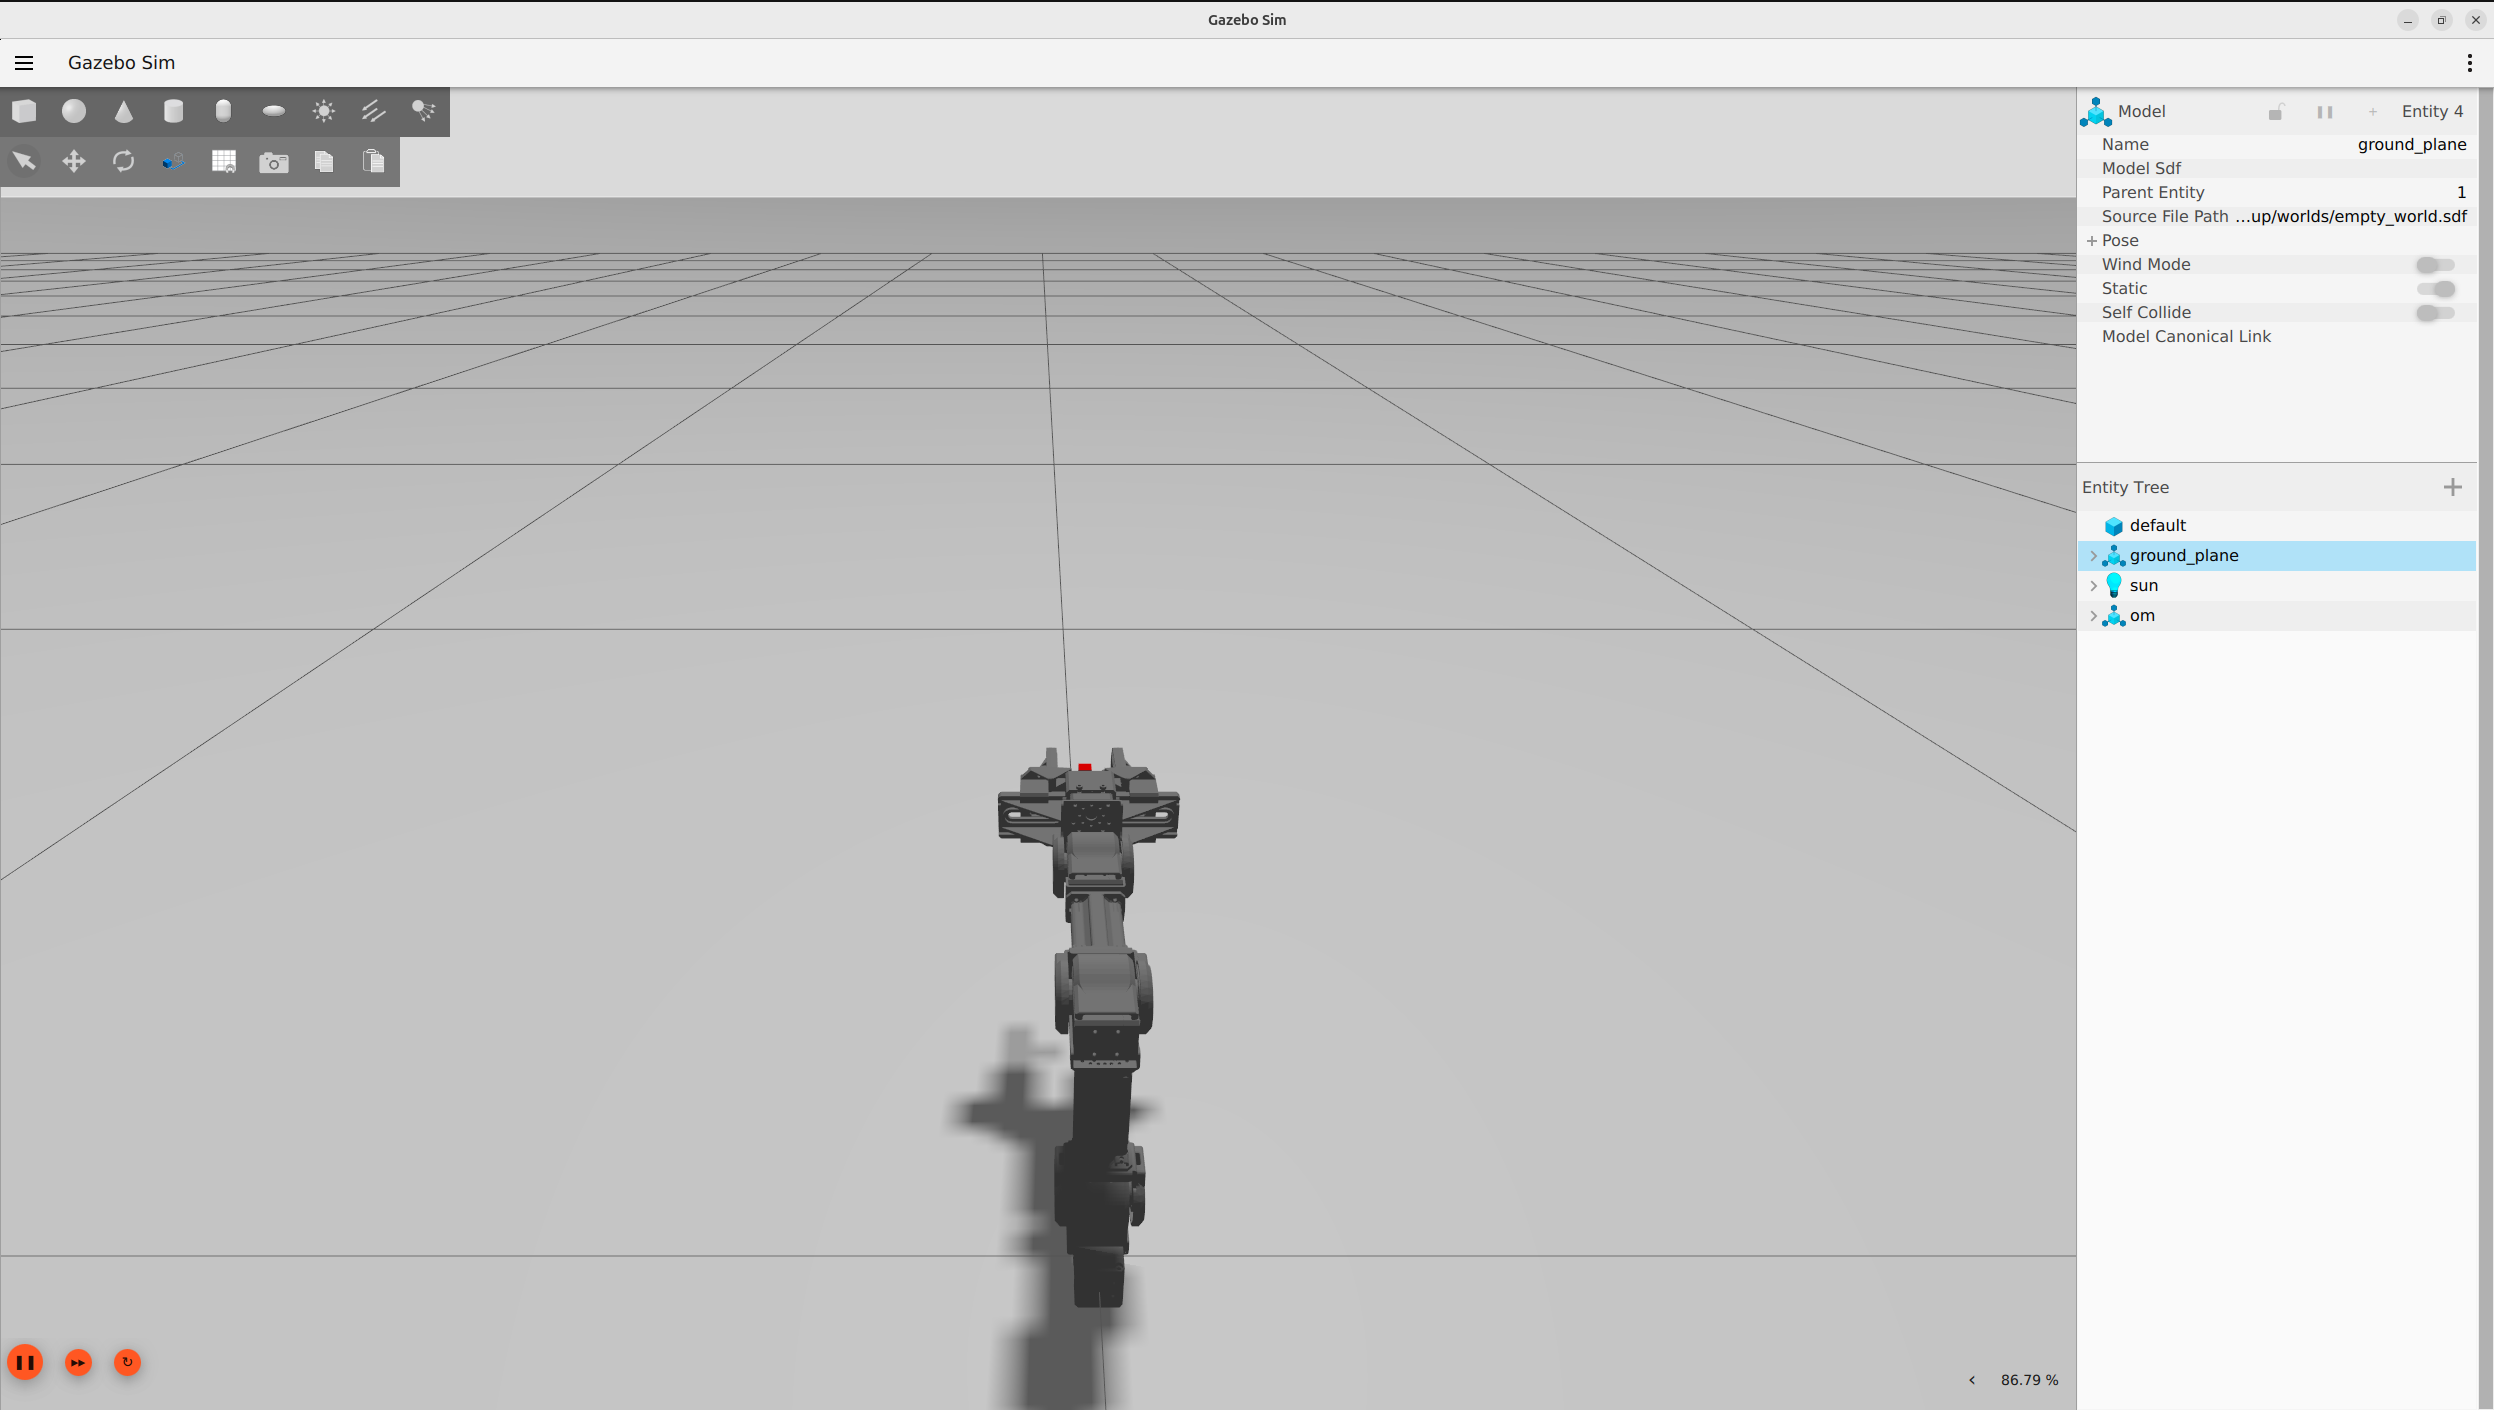 Gazebo Sim
Gazebo Sim
Model
Entity 4
Name ground_plane
Model Sdf
Parent Entity 1
Source File Path ...up/worlds/empty_world.sdf
+ Pose
Wind Mode
Static
Self Collide
Model Canonical Link
Entity Tree
default
ground_plane
sun
om
86.79 %